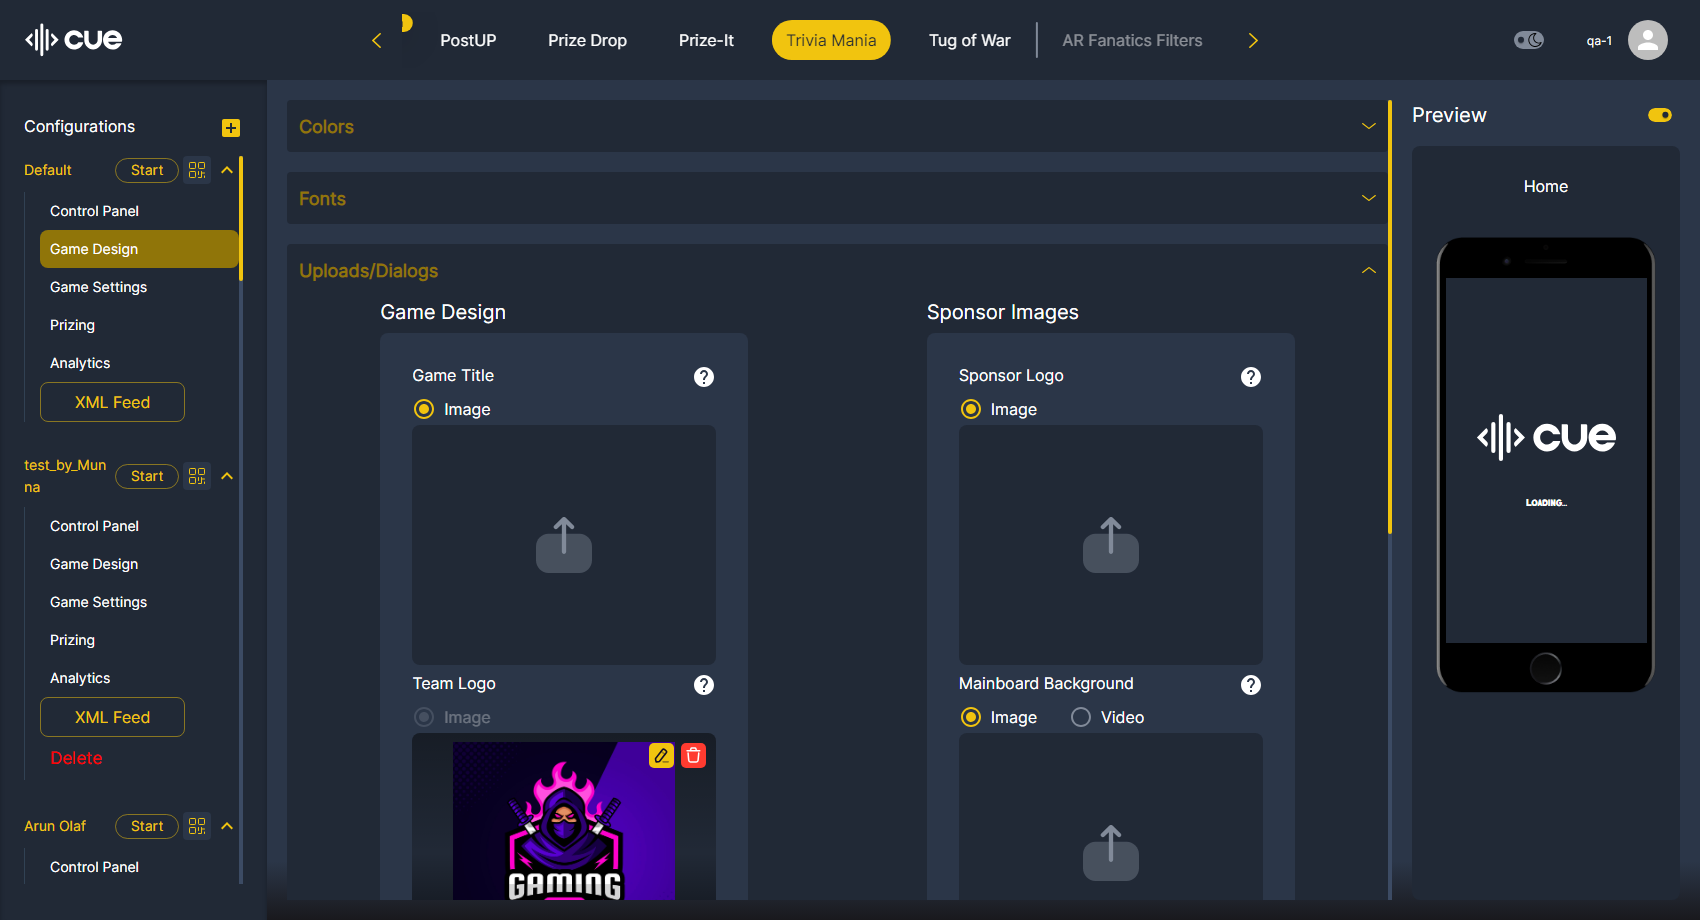 cue
PostUP
Prize Drop
Prize-It
Trivia Mania
Tug of War
AR Fanatics Filters
qa-1
Configurations
Default
Start
Control Panel
Game Design
Game Settings
Prizing
Analytics
XML Feed
test_by_Mun
na
Start
Control Panel
Game Design
Game Settings
Prizing
Analytics
XML Feed
Delete
Arun Olaf
Start
Control Panel
Colors
Fonts
Uploads/Dialogs
Game Design
Game Title
Image
Team Logo
Image
GAMING
Sponsor Images
Sponsor Logo
Image
Mainboard Background
Image
Video
Preview
Home
cue
LOADING...